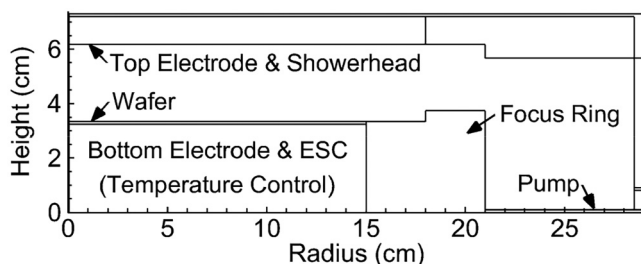 Height (cm)
6
4
2
0
Top Electrode & Showerhead
Wafer
Bottom Electrode & ESC
(Temperature Control)
Focus Ring
Pump
0 5 10 15 20 25
Radius (cm)